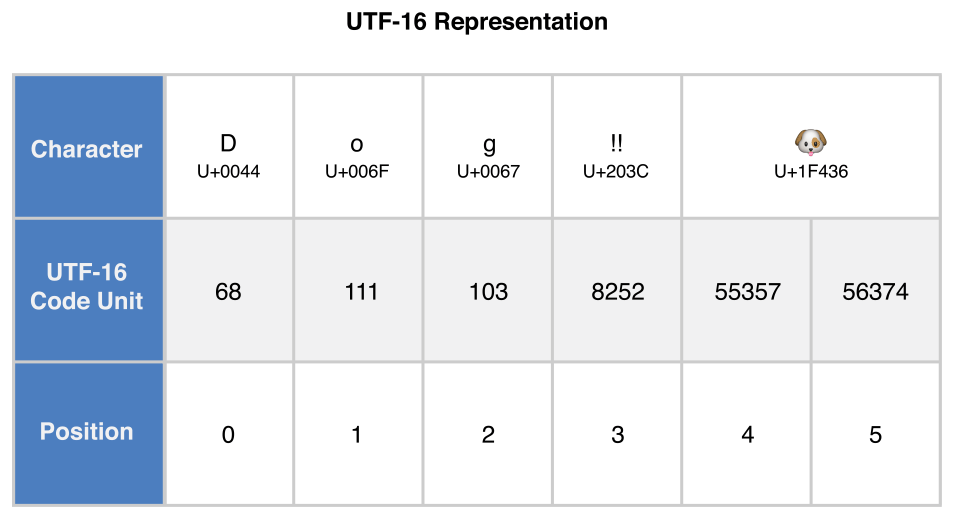 UTF-16 Representation
Character
D
U+0044
o
U+006F
g
U+0067
‼
U+203C
🐶
U+1F436
UTF-16
Code Unit
68
111
103
8252
55357
56374
Position
0
1
2
3
4
5